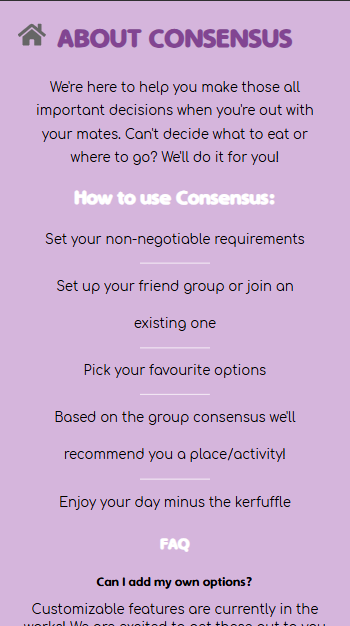 ABOUT CONSENSUS
We're here to help you make those all
important decisions when you're out with
your mates. Can't decide what to eat or
where to go? We'll do it for you!
How to use Consensus:
Set your non-negotiable requirements
Set up your friend group or join an
existing one
Pick your favourite options
Based on the group consensus we'll
recommend you a place/activity!
Enjoy your day minus the kerfuffle
FAQ
Can I add my own options?
Customizable features are currently in the
works! We are excited to get these out to you